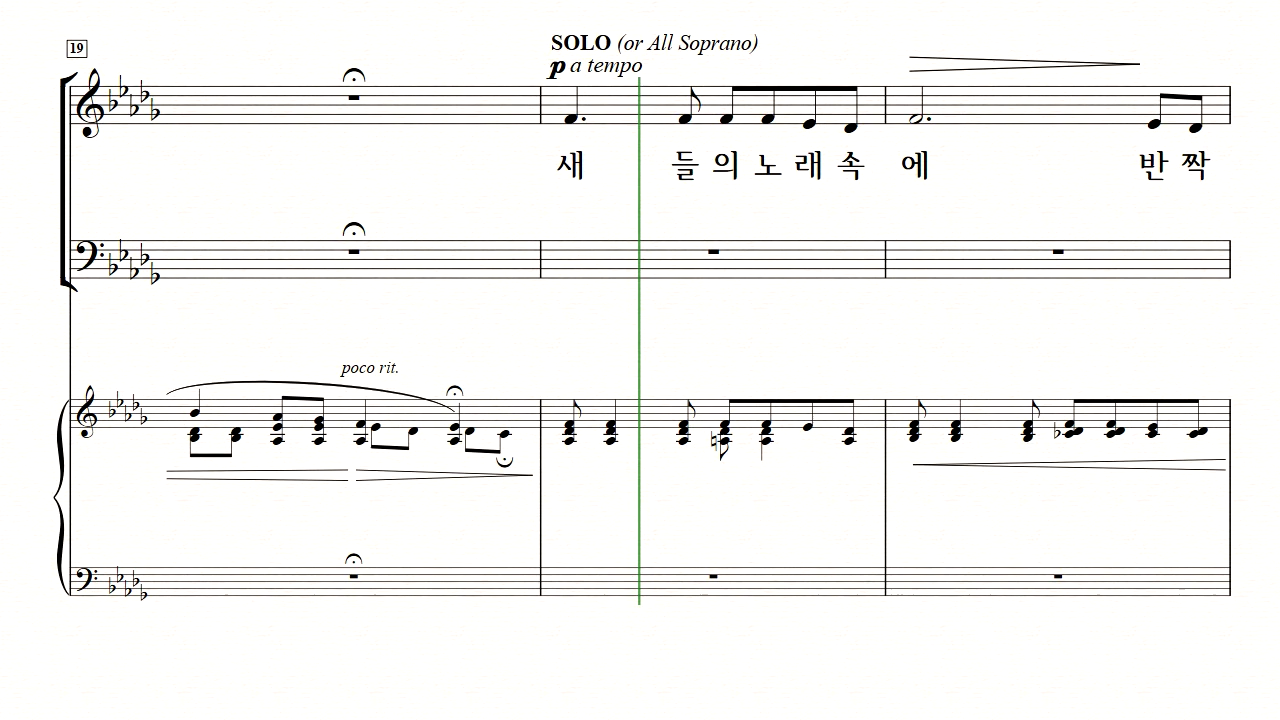 19
SOLO (or All Soprano)
p a tempo
새 들 의 노 래 속 에 반 짝
poco rit.